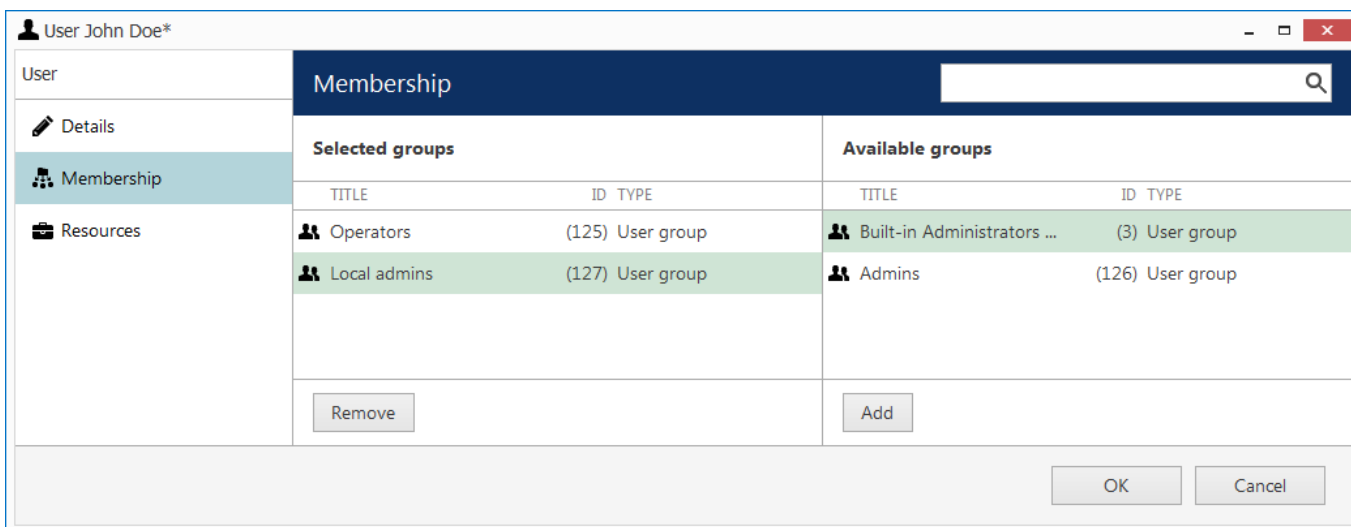 User John Doe*
User
Details
Membership
Resources
Membership
Selected groups
TITLE ID TYPE
Operators (125) User group
Local admins (127) User group
Remove
Available groups
TITLE ID TYPE
Built-in Administrators ... (3) User group
Admins (126) User group
Add
OK Cancel